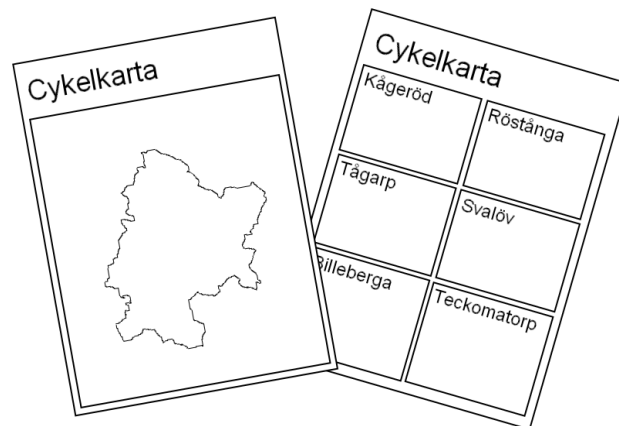 Cykelkarta
Cykelkarta
Kågeröd
Röstånga
Tågarp
Svalöv
Billeberga
Teckomatorp